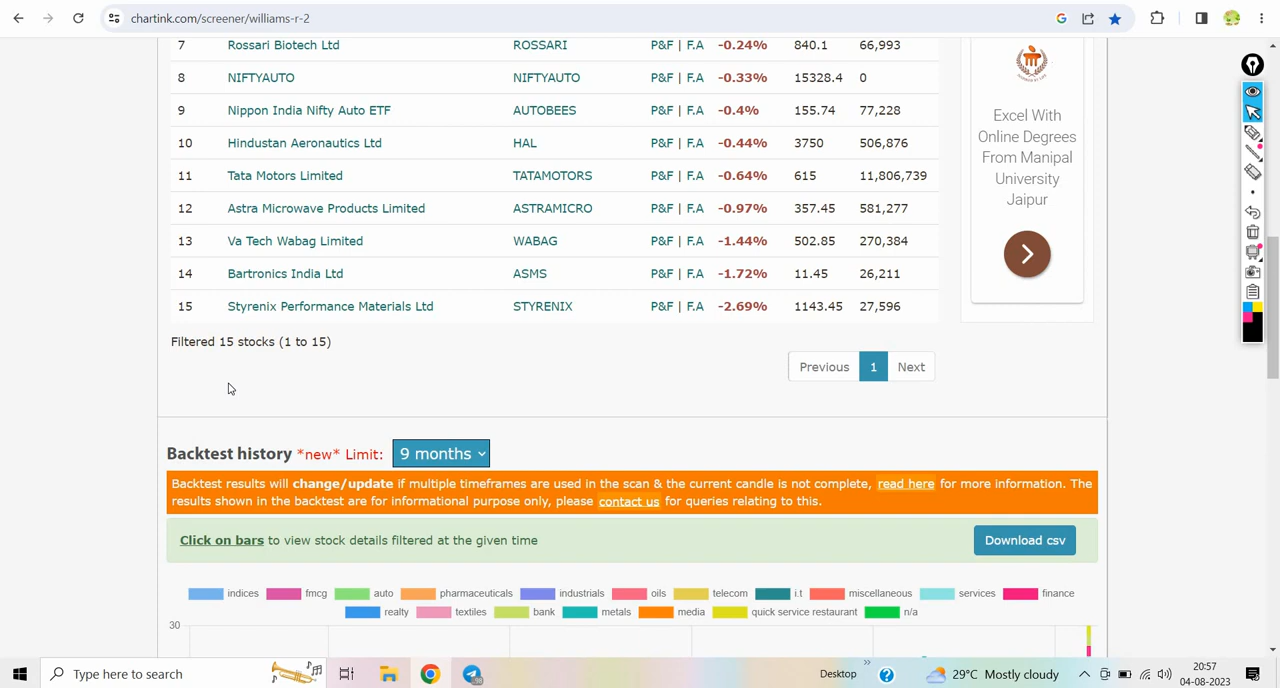 chartink.com/screener/williams-r-2
7 Rossari Biotech Ltd ROSSARI P&F | F.A -0.24% 840.1 66,993
8 NIFTYAUTO NIFTYAUTO P&F | F.A -0.33% 15328.4 0
9 Nippon India Nifty Auto ETF AUTOBEES P&F | F.A -0.4% 155.74 77,228
10 Hindustan Aeronautics Ltd HAL P&F | F.A -0.44% 3750 506,876
11 Tata Motors Limited TATAMOTORS P&F | F.A -0.64% 615 11,806,739
12 Astra Microwave Products Limited ASTRAMICRO P&F | F.A -0.97% 357.45 581,277
13 Va Tech Wabag Limited WABAG P&F | F.A -1.44% 502.85 270,384
14 Bartronics India Ltd ASMS P&F | F.A -1.72% 11.45 26,211
15 Styrenix Performance Materials Ltd STYRENIX P&F | F.A -2.69% 1143.45 27,596
Excel With
Online Degrees
From Manipal
University
Jaipur
Filtered 15 stocks (1 to 15)
Previous 1 Next
Backtest history *new* Limit: 9 months
Backtest results will change/update if multiple timeframes are used in the scan & the current candle is not complete, read here for more information. The
results shown in the backtest are for informational purpose only, please contact us for queries relating to this.
Click on bars to view stock details filtered at the given time
Download csv
indices fmcg auto pharmaceuticals industrials oils telecom i.t miscellaneous services finance
realty textiles bank metals media quick service restaurant n/a
30
Type here to search
Desktop
29°C Mostly cloudy
20:57
04-08-2023